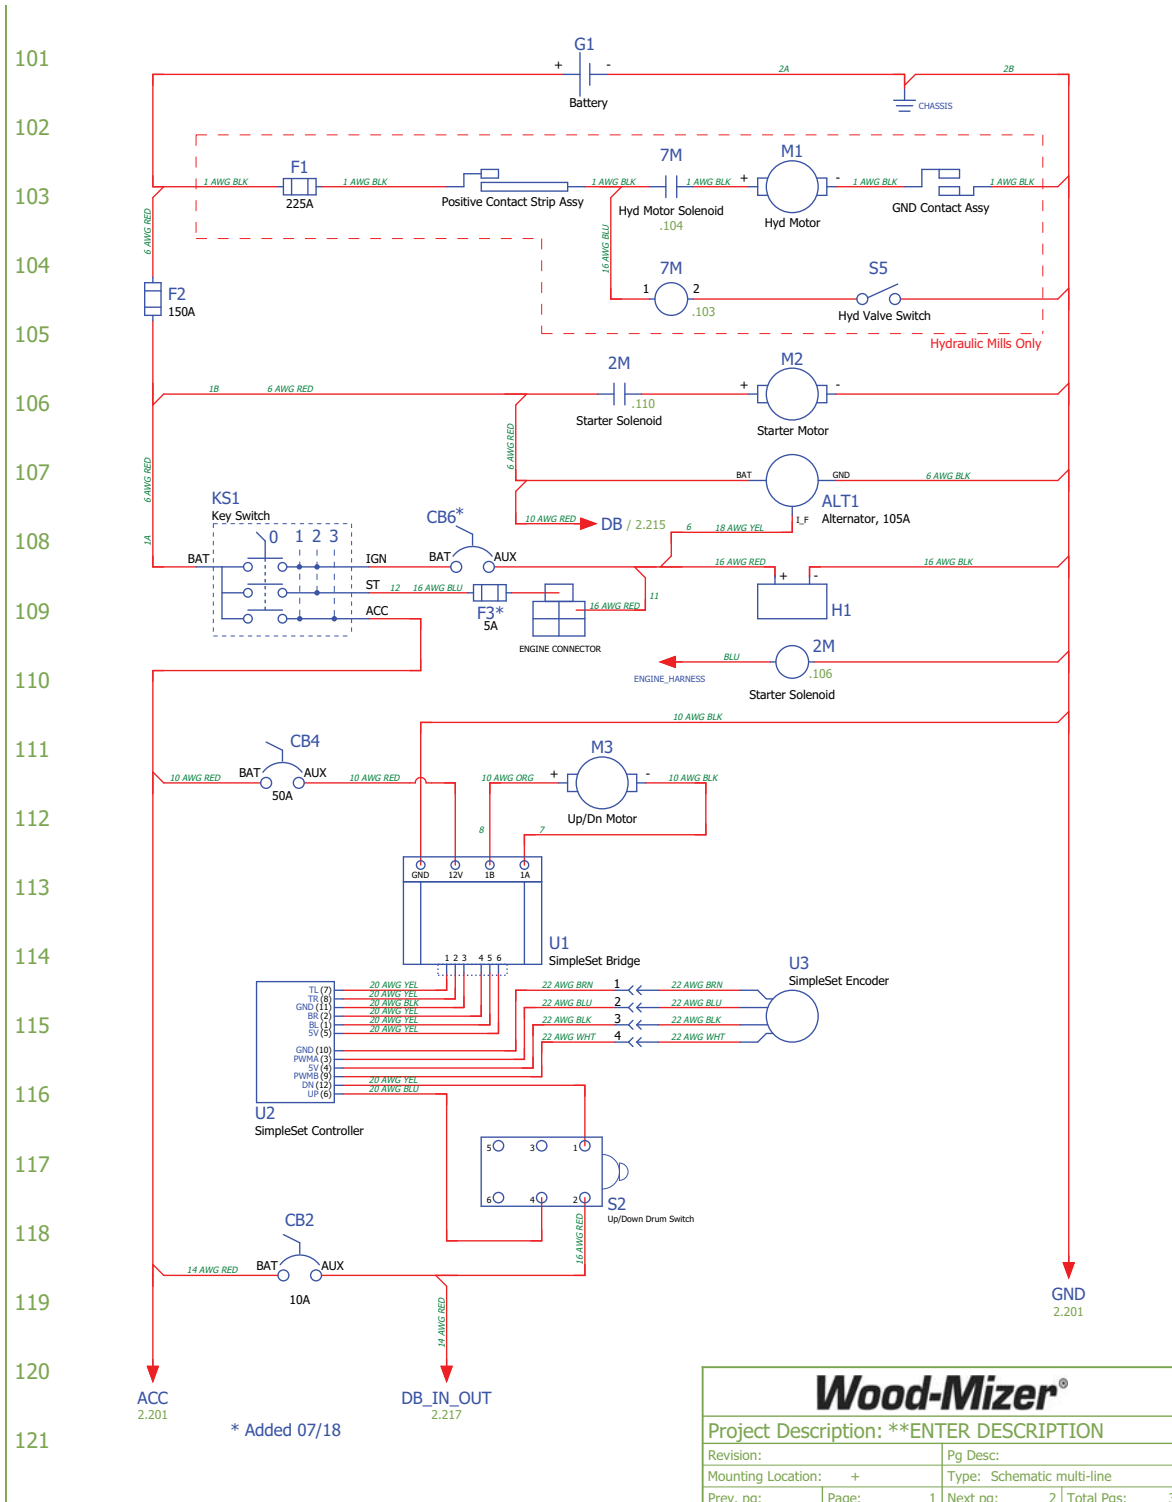 101
G1
+ -
2A
2B
Battery
CHASSIS
102
F1
7M
M1
103
1 AWG BLK
1 AWG BLK
1 AWG BLK
1 AWG BLK
+ -
1 AWG BLK
1 AWG BLK
225A
Positive Contact Strip Assy
Hyd Motor Solenoid
.104
Hyd Motor
GND Contact Assy
6 AWG RED
16 AWG BLU
104
7M
S5
F2
150A
1 2
.103
Hyd Valve Switch
105
Hydraulic Mills Only
2M
M2
1B
6 AWG RED
+ -
106
.110
Starter Solenoid
Starter Motor
6 AWG RED
6 AWG RED
1A
107
BAT
GND
6 AWG BLK
KS1
Key Switch
ALT1
I_F
Alternator, 105A
CB6*
10 AWG RED
DB / 2.215
6
18 AWG YEL
108
0 1 2 3
1A
BAT
IGN
BAT
AUX
16 AWG RED
+ -
16 AWG BLK
ST
12
16 AWG BLU
F3*
5A
16 AWG RED
11
H1
109
ACC
ENGINE CONNECTOR
BLU
2M
.106
ENGINE_HARNESS
110
Starter Solenoid
10 AWG BLK
111
CB4
M3
10 AWG RED
BAT
AUX
10 AWG RED
10 AWG ORG
+ -
10 AWG BLK
50A
Up/Dn Motor
112
8
7
GND
12V
1B
1A
113
114
1 2 3 4 5 6
U1
SimpleSet Bridge
U3
SimpleSet Encoder
TL (7)
20 AWG YEL
TR (8)
20 AWG YEL
GND (11)
20 AWG BLK
BR (2)
20 AWG YEL
BL (1)
20 AWG YEL
5V (5)
20 AWG YEL
22 AWG BRN
1
22 AWG BRN
22 AWG BLU
2
22 AWG BLU
115
22 AWG BLK
3
22 AWG BLK
22 AWG WHT
4
22 AWG WHT
GND (10)
PWMA (3)
5V (4)
PWMB (9)
DN (12)
20 AWG YEL
UP (6)
20 AWG BLU
116
U2
SimpleSet Controller
117
5 3 1
6 4 2
S2
Up/Down Drum Switch
118
CB2
16 AWG RED
14 AWG RED
BAT
AUX
10A
119
14 AWG RED
GND
2.201
120
ACC
2.201
DB_IN_OUT
2.217
* Added 07/18
121
Wood-Mizer®
Project Description: **ENTER DESCRIPTION
Revision:
Pg Desc:
Mounting Location: +
Type: Schematic multi-line
Prev. pg:
Page: 1
Next pg: 2
Total Pgs: